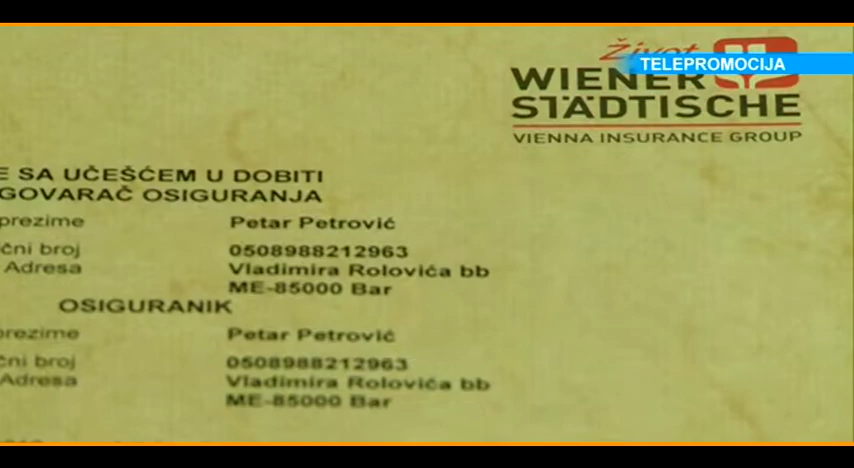 TELEPROMOCIJA
Život
WIENER
STÄDTISCHE
VIENNA INSURANCE GROUP
E SA UČEŠĆEM U DOBITI
GOVARAČ OSIGURANJA
prezime Petar Petrović
čni broj 0508988212963
Adresa Vladimira Rolovića bb
ME-85000 Bar
OSIGURANIK
prezime Petar Petrović
čni broj 0508988212963
Adresa Vladimira Rolovića bb
ME-85000 Bar